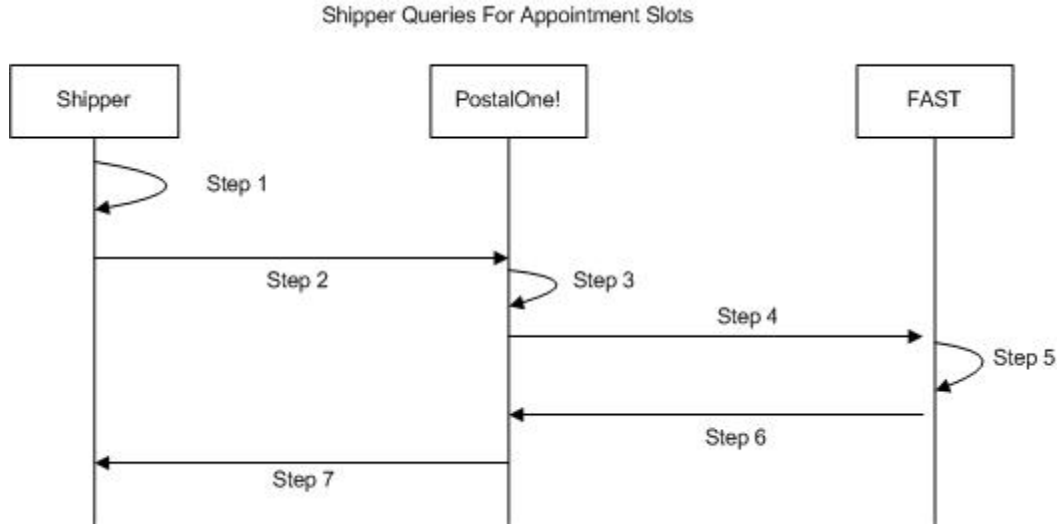 Shipper Queries For Appointment Slots
Shipper
PostalOne!
FAST
Step 1
Step 2
Step 3
Step 4
Step 5
Step 6
Step 7